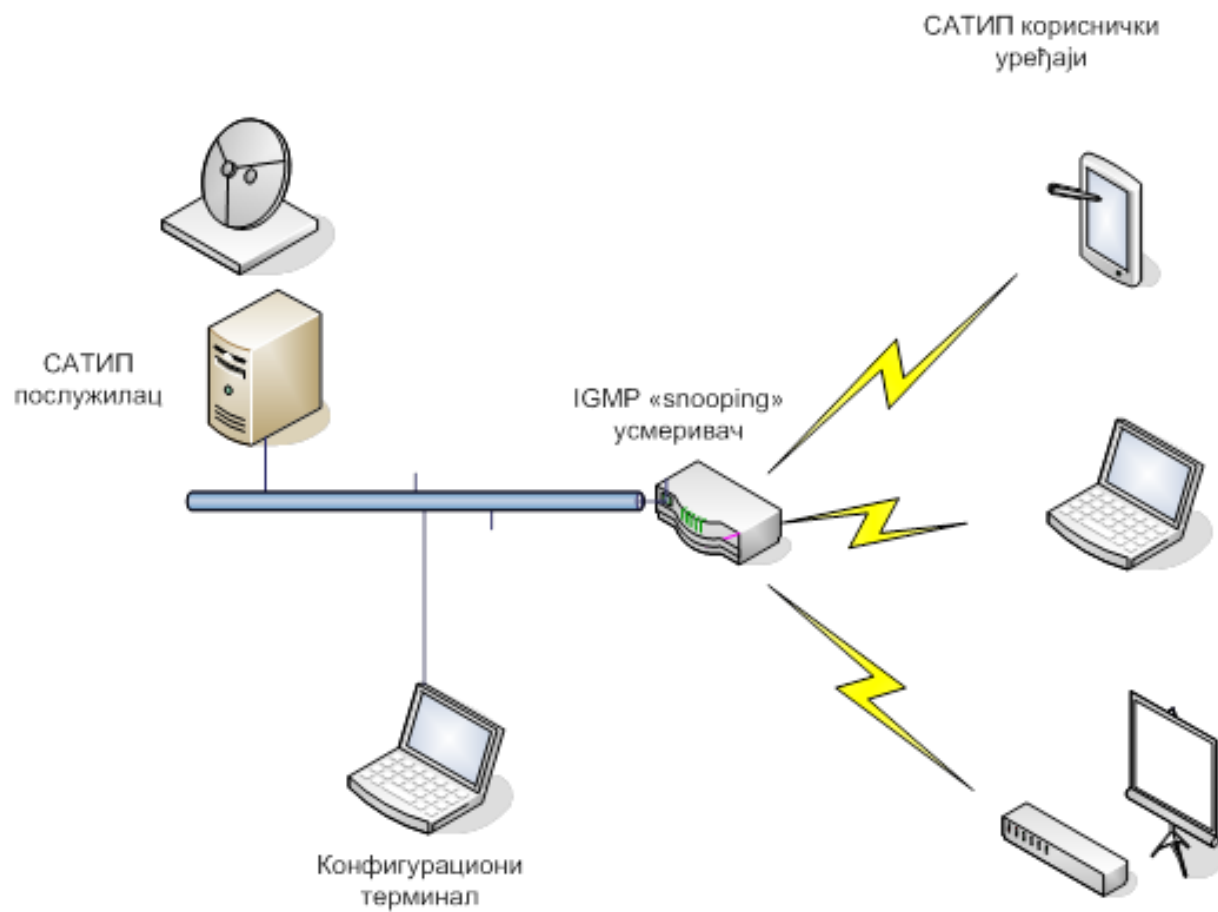 САТИП кориснички
уређаји
САТИП
послужилац
IGMP «snooping»
усмеривач
Конфигурациони
терминал